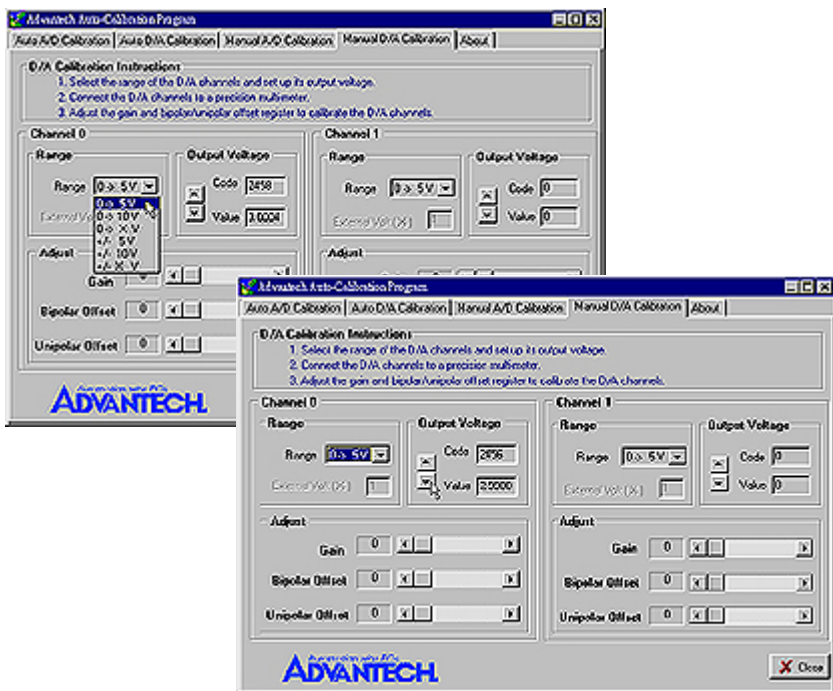 Advantech Auto-Calibration Program
Auto A/D Calibration | Auto D/A Calibration | Manual A/D Calibration | Manual D/A Calibration | About
D/A Calibration Instructions
1. Select the range of the D/A channels and set up its output voltage.
2. Connect the D/A channels to a precision multimeter.
3. Adjust the gain and bipolar/unipolar offset register to calibrate the D/A channels.
Channel 0
Range
Range 0 -> 5V
0 -> 5V
0 -> 10V
0 -> X V
+/- 5V
+/- 10V
+/- X V
Output Voltage
Code 2458
Value
Adjust
Gain 0
Bipolar Offset 0
Unipolar Offset 0
Channel 1
Range
Range 0 -> 5V
External Volt (X) 1
Output Voltage
Code 0
Value 0
Adjust
ADVANTECH
Advantech Auto-Calibration Program
Auto A/D Calibration | Auto D/A Calibration | Manual A/D Calibration | Manual D/A Calibration | About
D/A Calibration Instructions
1. Select the range of the D/A channels and set up its output voltage.
2. Connect the D/A channels to a precision multimeter.
3. Adjust the gain and bipolar/unipolar offset register to calibrate the D/A channels.
Channel 0
Range
Range 0 -> 5V
External Volt (X) 1
Output Voltage
Code 2456
Value
Adjust
Gain 0
Bipolar Offset 0
Unipolar Offset 0
Channel 1
Range
Range 0 -> 5V
External Volt (X) 1
Output Voltage
Code 0
Value 0
Adjust
Gain 0
Bipolar Offset 0
Unipolar Offset 0
ADVANTECH
Close